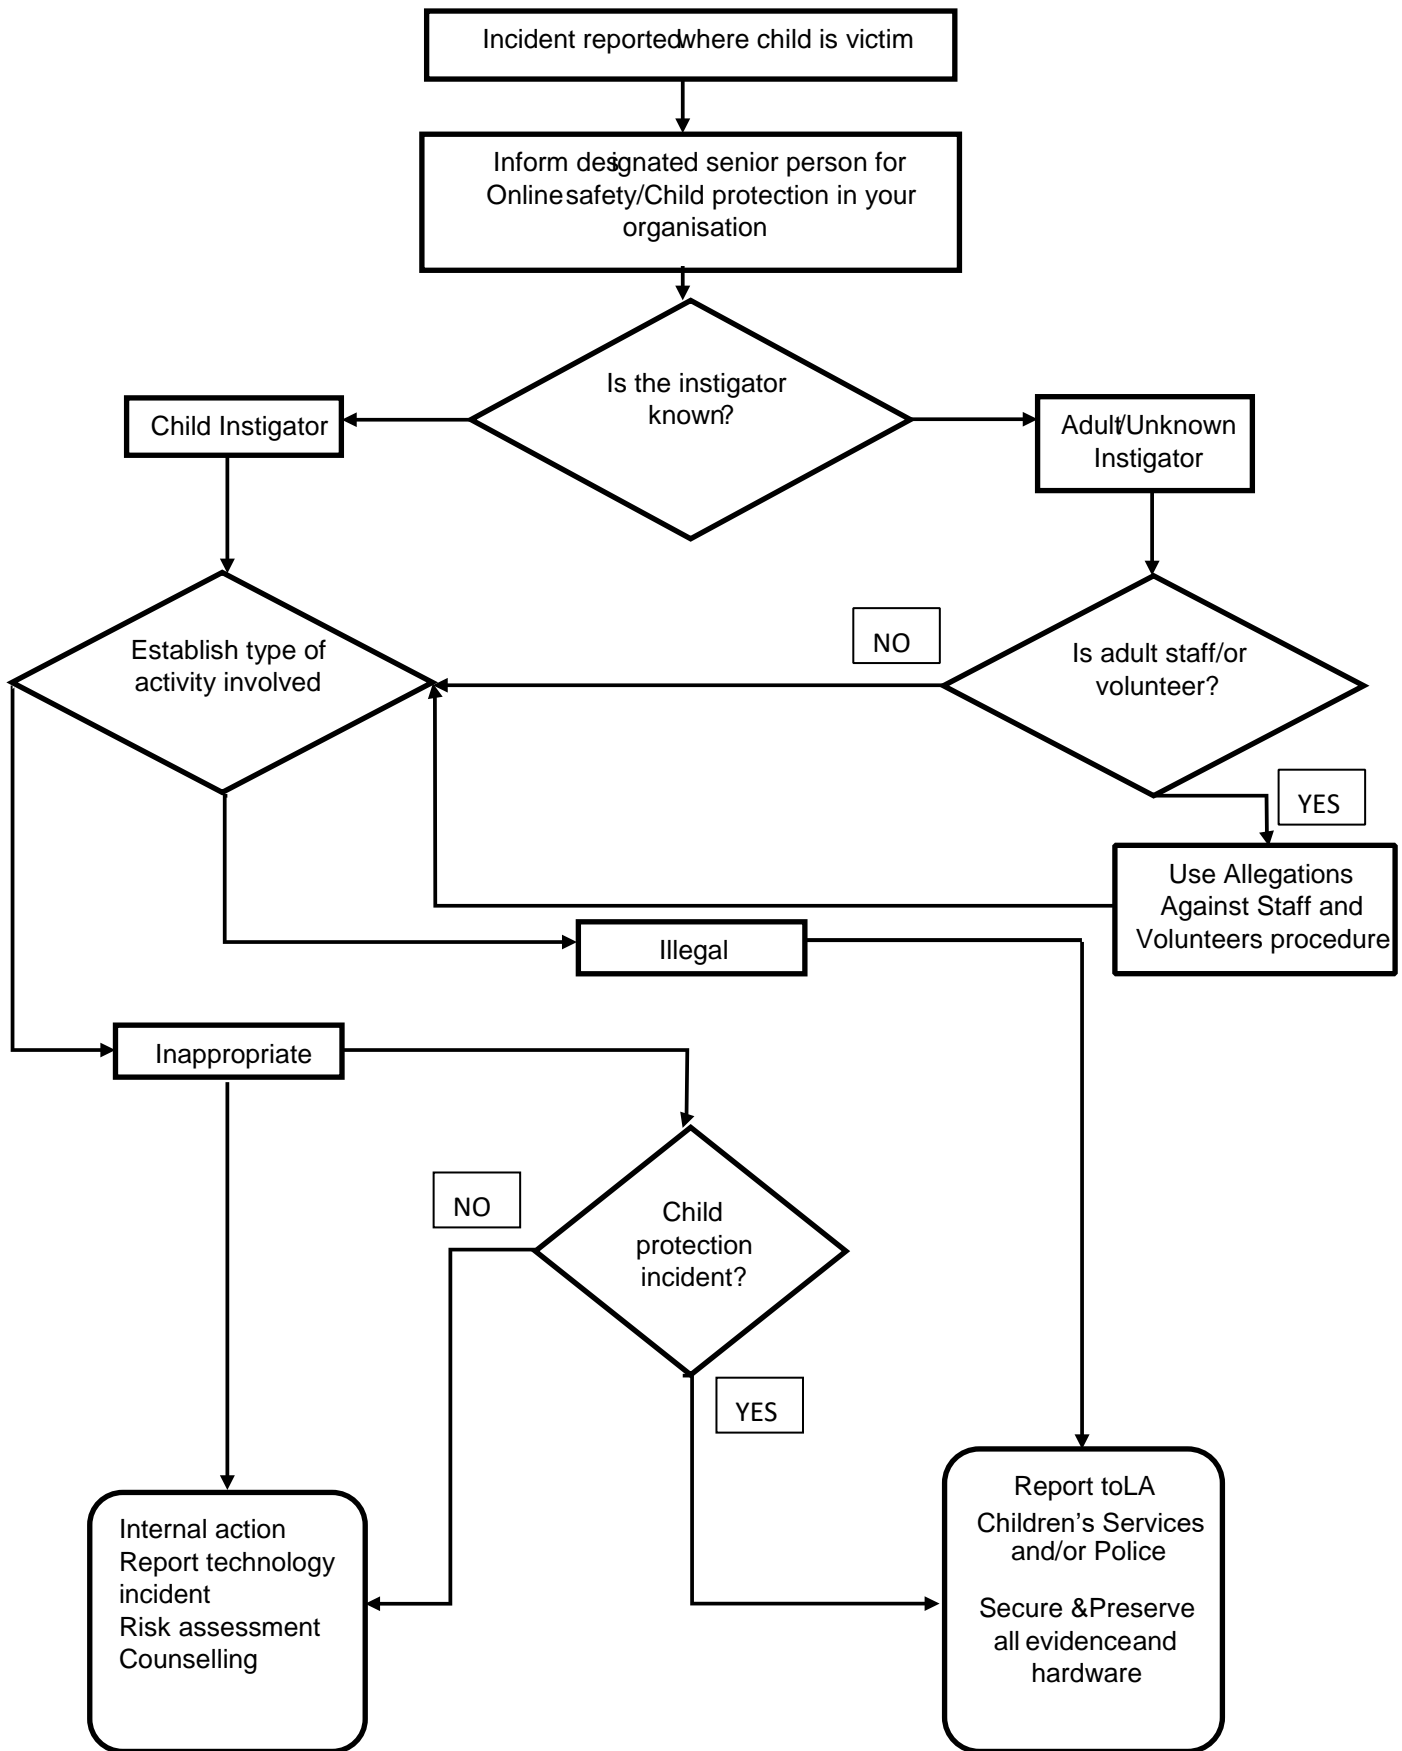 Incident reported where child is victim
Inform designated senior person for
Online safety/Child protection in your
organisation
Is the instigator
known?
Child Instigator
Adult/Unknown
Instigator
Establish type of
activity involved
NO
Is adult staff/or
volunteer?
YES
Use Allegations
Against Staff and
Volunteers procedure
Illegal
Inappropriate
NO
Child
protection
incident?
YES
Internal action
Report technology
incident
Risk assessment
Counselling
Report to LA
Children’s Services
and/or Police
Secure & Preserve
all evidence and
hardware